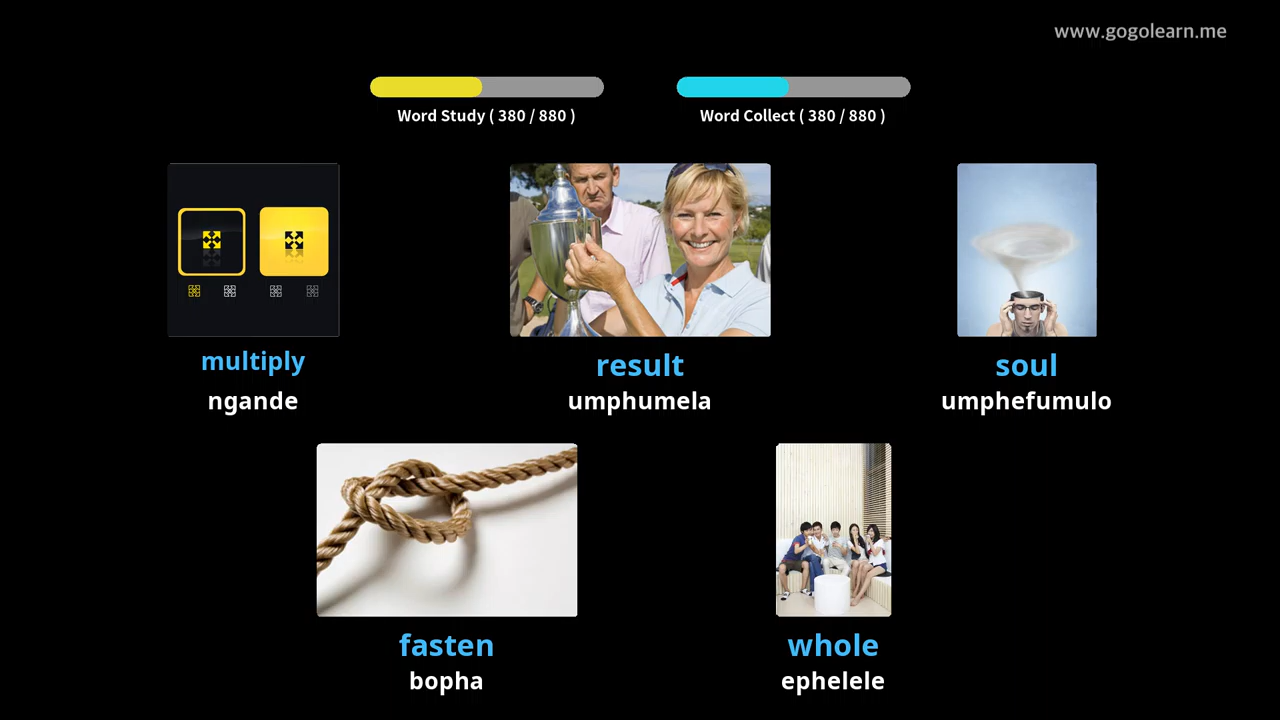 www.gogolearn.me
Word Study ( 380 / 880 )
Word Collect ( 380 / 880 )
multiply
ngande
result
umphumela
soul
umphefumulo
fasten
bopha
whole
ephelele